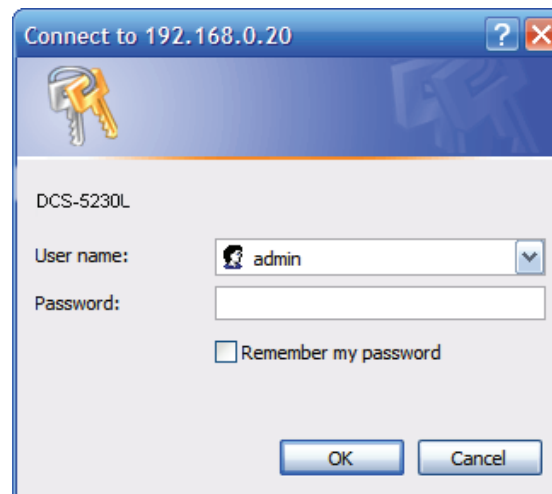 Connect to 192.168.0.20
DCS-5230L
User name: admin
Password:
Remember my password
OK Cancel